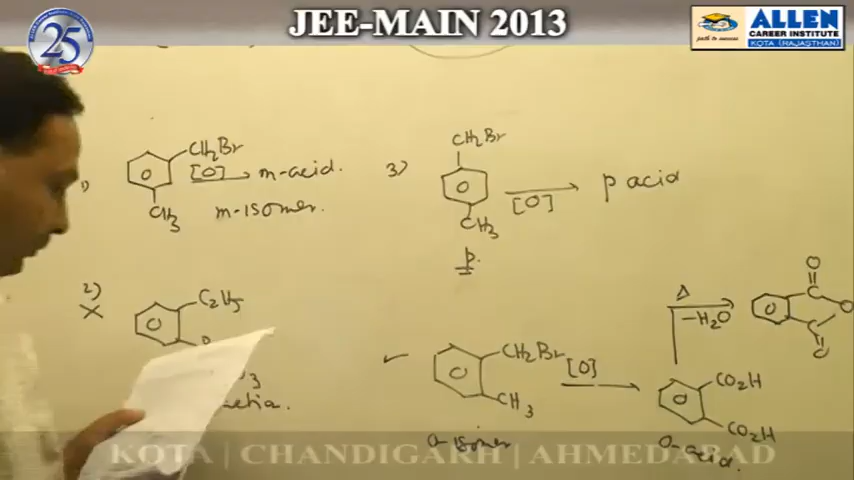 JEE-MAIN 2013
25
path to success
ALLEN
CAREER INSTITUTE
KOTA (RAJASTHAN)
1)
CH₂Br
[O]
CH₃
m-acid.
m-isomer.
3)
CH₂Br
[O]
CH₃
p acid
p.
2)
C₂H₅
3
CH₂Br
[O]
CH₃
o-isomer
CO₂H
CO₂H
o-acid.
Δ
-H₂O
O
C
O
C
O
KOTA | CHANDIGARH | AHMEDABAD